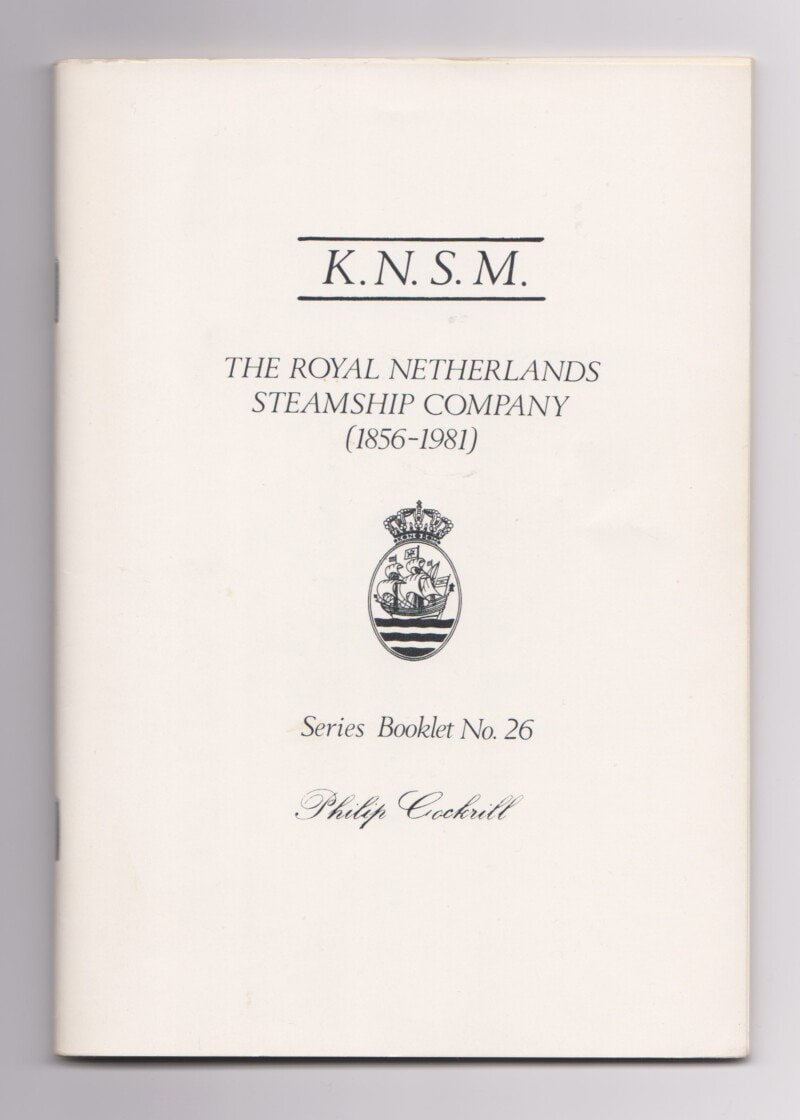 K. N. S. M.
THE ROYAL NETHERLANDS
STEAMSHIP COMPANY
(1856-1981)
Series Booklet No. 26
Philip Cockrill